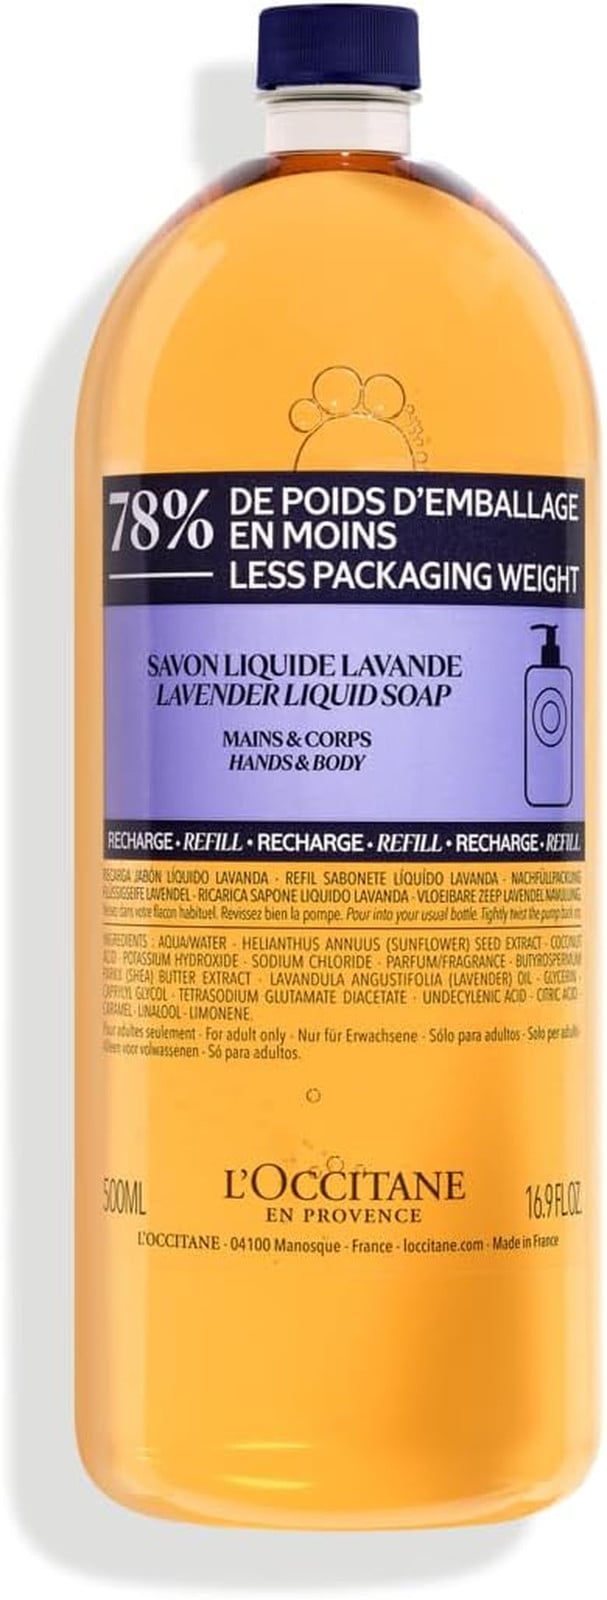 78% DE POIDS D'EMBALLAGE
EN MOINS
LESS PACKAGING WEIGHT
SAVON LIQUIDE LAVANDE
LAVENDER LIQUID SOAP
MAINS & CORPS
HANDS & BODY
RECHARGE • REFILL • RECHARGE • REFILL • RECHARGE • REFILL
RECARGA JABÓN LÍQUIDO LAVANDA - REFIL SABONETE LÍQUÍDO LAVANDA - NACHFÜLLPACKUNG
FLÜSSIGSEIFE LAVENDEL - RICARICA SAPONE LIQUIDO LAVANDA - VLOEIBARE ZEEP LAVENDEL NAVULLING
dans votre flacon habituel. Revissez bien la pompe. Pour into your usual bottle. Tightly twist the pump back on.
INGREDIENTS : AQUA/WATER - HELIANTHUS ANNUUS (SUNFLOWER) SEED EXTRACT - COCONUT
ACID - POTASSIUM HYDROXIDE - SODIUM CHLORIDE - PARFUM/FRAGRANCE - BUTYROSPERMUM
PARKII (SHEA) BUTTER EXTRACT - LAVANDULA ANGUSTIFOLIA (LAVENDER) OIL - GLYCERIN -
CAPRYLYL GLYCOL - TETRASODIUM GLUTAMATE DIACETATE - UNDECYLENIC ACID - CITRIC ACID -
CARAMEL - LINALOOL - LIMONENE.
Pour adultes seulement - For adult only - Nur für Erwachsene - Sólo para adultos - Solo per adulti -
Alleen voor volwassenen - Só para adultos.
500ML L'OCCITANE 16.9 FL.OZ.
EN PROVENCE
L'OCCITANE - 04100 Manosque - France - loccitane.com - Made in France